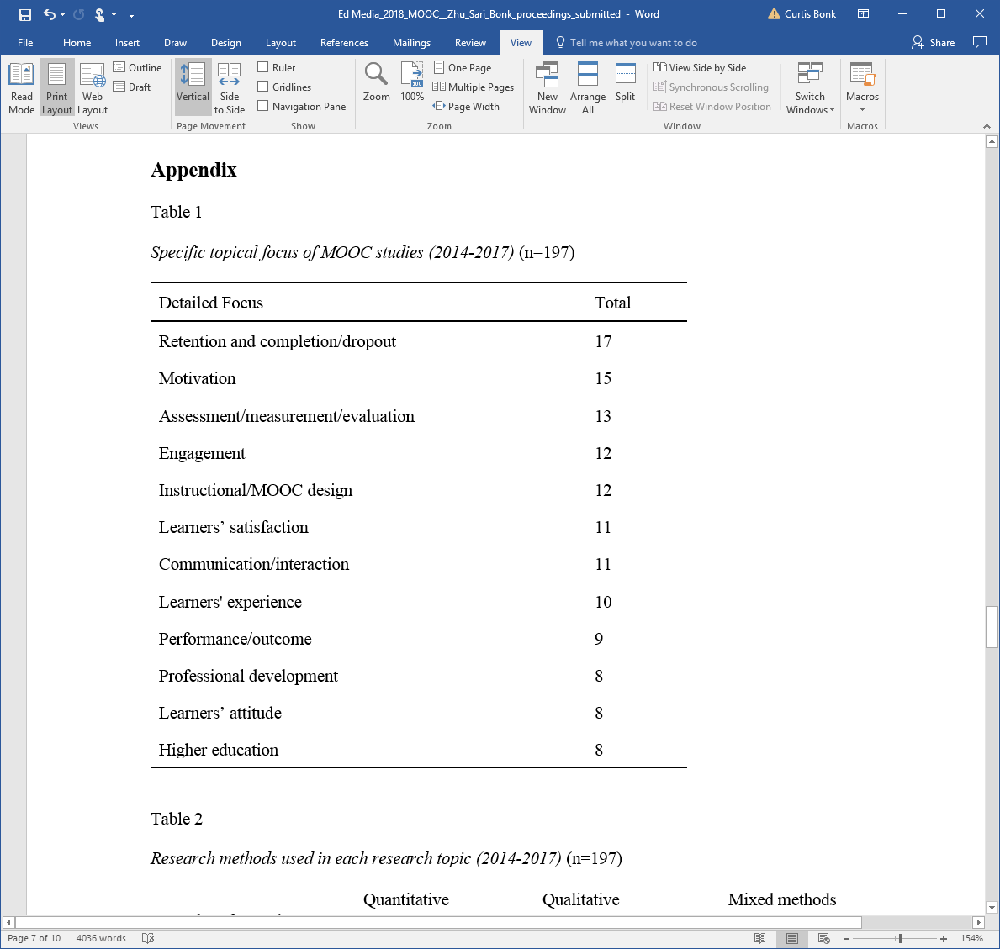 Ed Media_2018_MOOC__Zhu_Sari_Bonk_proceedings_submitted - Word
Curtis Bonk
File Home Insert Draw Design Layout References Mailings Review View Tell me what you want to do Share
Read Mode
Print Layout
Web Layout
Outline
Draft
Views
Vertical
Side to Side
Page Movement
Ruler
Gridlines
Navigation Pane
Show
Zoom
100
100%
One Page
Multiple Pages
Page Width
Zoom
New Window
Arrange All
Split
View Side by Side
Synchronous Scrolling
Reset Window Position
Window
Switch Windows
Macros
Macros
Appendix
Table 1
Specific topical focus of MOOC studies (2014-2017) (n=197)
Detailed Focus Total
Retention and completion/dropout 17
Motivation 15
Assessment/measurement/evaluation 13
Engagement 12
Instructional/MOOC design 12
Learners’ satisfaction 11
Communication/interaction 11
Learners' experience 10
Performance/outcome 9
Professional development 8
Learners’ attitude 8
Higher education 8
Table 2
Research methods used in each research topic (2014-2017) (n=197)
Quantitative Qualitative Mixed methods
Page 7 of 10 4036 words 154%